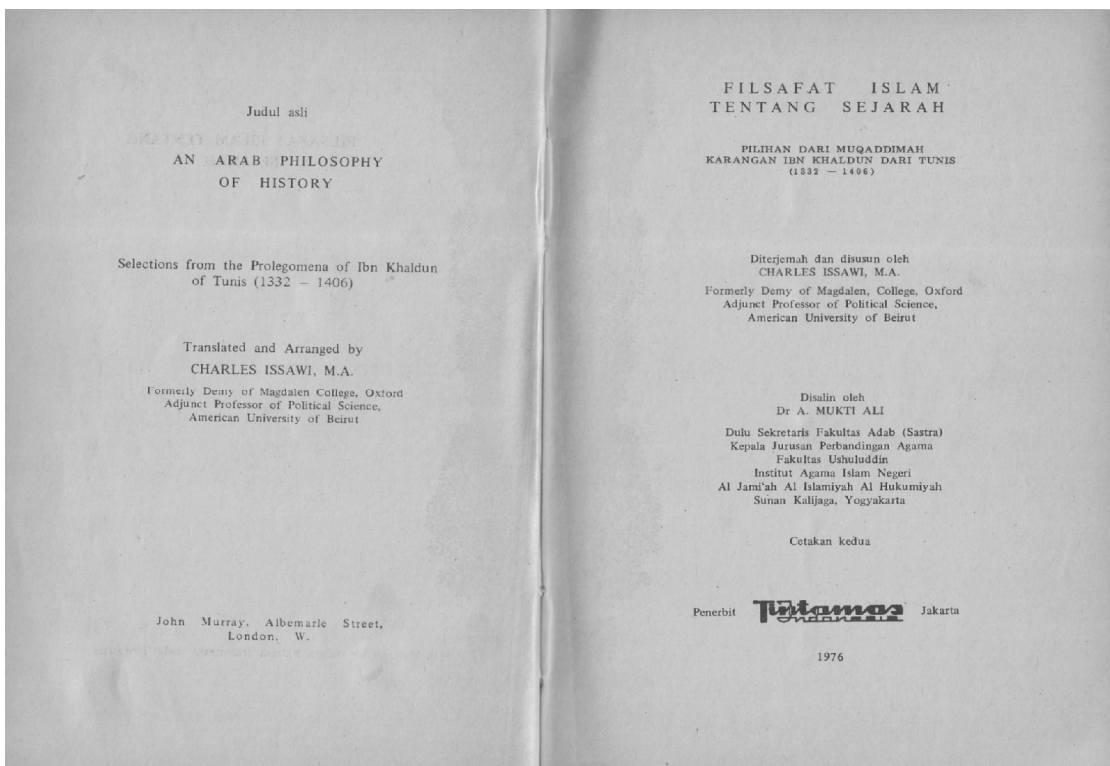 Judul asli
AN ARAB PHILOSOPHY
OF HISTORY
Selections from the Prolegomena of Ibn Khaldun
of Tunis (1332 — 1406)
Translated and Arranged by
CHARLES ISSAWI, M.A.
Formerly Demy of Magdalen College, Oxford
Adjunct Professor of Political Science,
American University of Beirut
John Murray, Albemarle Street,
London, W.
FILSAFAT ISLAM
TENTANG SEJARAH
PILIHAN DARI MUQADDIMAH
KARANGAN IBN KHALDUN DARI TUNIS
(1332 — 1406)
Diterjemah dan disusun oleh
CHARLES ISSAWI, M.A.
Formerly Demy of Magdalen, College, Oxford
Adjunct Professor of Political Science,
American University of Beirut
Disalin oleh
Dr A. MUKTI ALI
Dulu Sekretaris Fakultas Adab (Sastra)
Kepala Jurusan Perbandingan Agama
Fakultas Ushuluddin
Institut Agama Islam Negeri
Al Jami'ah Al Islamiyah Al Hukumiyah
Sunan Kalijaga, Yogyakarta
Cetakan kedua
Penerbit Tintamas Indonesia Jakarta
1976